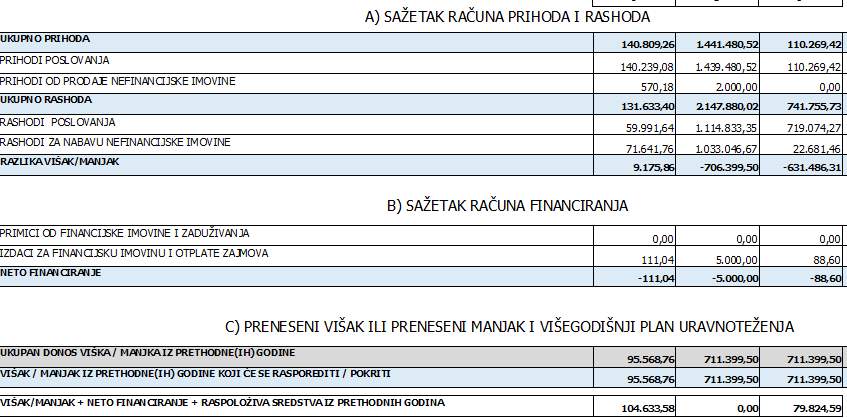 A) SAŽETAK RAČUNA PRIHODA I RASHODA
UKUPNO PRIHODA 140.809,26 1.441.480,52 110.269,42
PRIHODI POSLOVANJA 140.239,08 1.439.480,52 110.269,42
PRIHODI OD PRODAJE NEFINANCIJSKE IMOVINE 570,18 2.000,00 0,00
UKUPNO RASHODA 131.633,40 2.147.880,02 741.755,73
RASHODI POSLOVANJA 59.991,64 1.114.833,35 719.074,27
RASHODI ZA NABAVU NEFINANCIJSKE IMOVINE 71.641,76 1.033.046,67 22.681,46
RAZLIKA VIŠAK/MANJAK 9.175,86 -706.399,50 -631.486,31
B) SAŽETAK RAČUNA FINANCIRANJA
PRIMICI OD FINANCIJSKE IMOVINE I ZADUŽIVANJA 0,00 0,00 0,00
IZDACI ZA FINANCIJSKU IMOVINU I OTPLATE ZAJMOVA 111,04 5.000,00 88,60
NETO FINANCIRANJE -111,04 -5.000,00 -88,60
C) PRENESENI VIŠAK ILI PRENESENI MANJAK I VIŠEGODIŠNJI PLAN URAVNOTEŽENJA
UKUPAN DONOS VIŠKA / MANJKA IZ PRETHODNE(IH) GODINE 95.568,76 711.399,50 711.399,50
VIŠAK / MANJAK IZ PRETHODNE(IH) GODINE KOJI ĆE SE RASPOREDITI / POKRITI 95.568,76 711.399,50 711.399,50
VIŠAK/MANJAK + NETO FINANCIRANJE + RASPOLOŽIVA SREDSTVA IZ PRETHODNIH GODINA 104.633,58 0,00 79.824,59